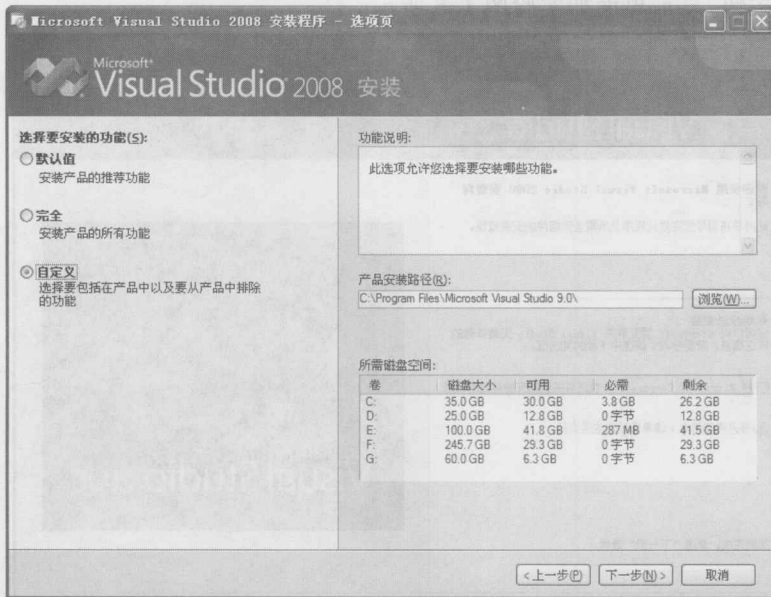 Microsoft Visual Studio 2008 安装程序 - 选项页
Microsoft®
Visual Studio® 2008 安装
选择要安装的功能(S):
默认值
安装产品的推荐功能
完全
安装产品的所有功能
自定义
选择要包括在产品中以及要从产品中排除
的功能
功能说明:
此选项允许您选择要安装哪些功能。
产品安装路径(R):
C:\Program Files\Microsoft Visual Studio 9.0\
浏览(W)...
所需磁盘空间:
卷 磁盘大小 可用 必需 剩余
C: 35.0 GB 30.0 GB 3.8 GB 26.2 GB
D: 25.0 GB 12.8 GB 0 字节 12.8 GB
E: 100.0 GB 41.8 GB 287 MB 41.5 GB
F: 245.7 GB 29.3 GB 0 字节 29.3 GB
G: 60.0 GB 6.3 GB 0 字节 6.3 GB
<上一步(P)
下一步(N)>
取消